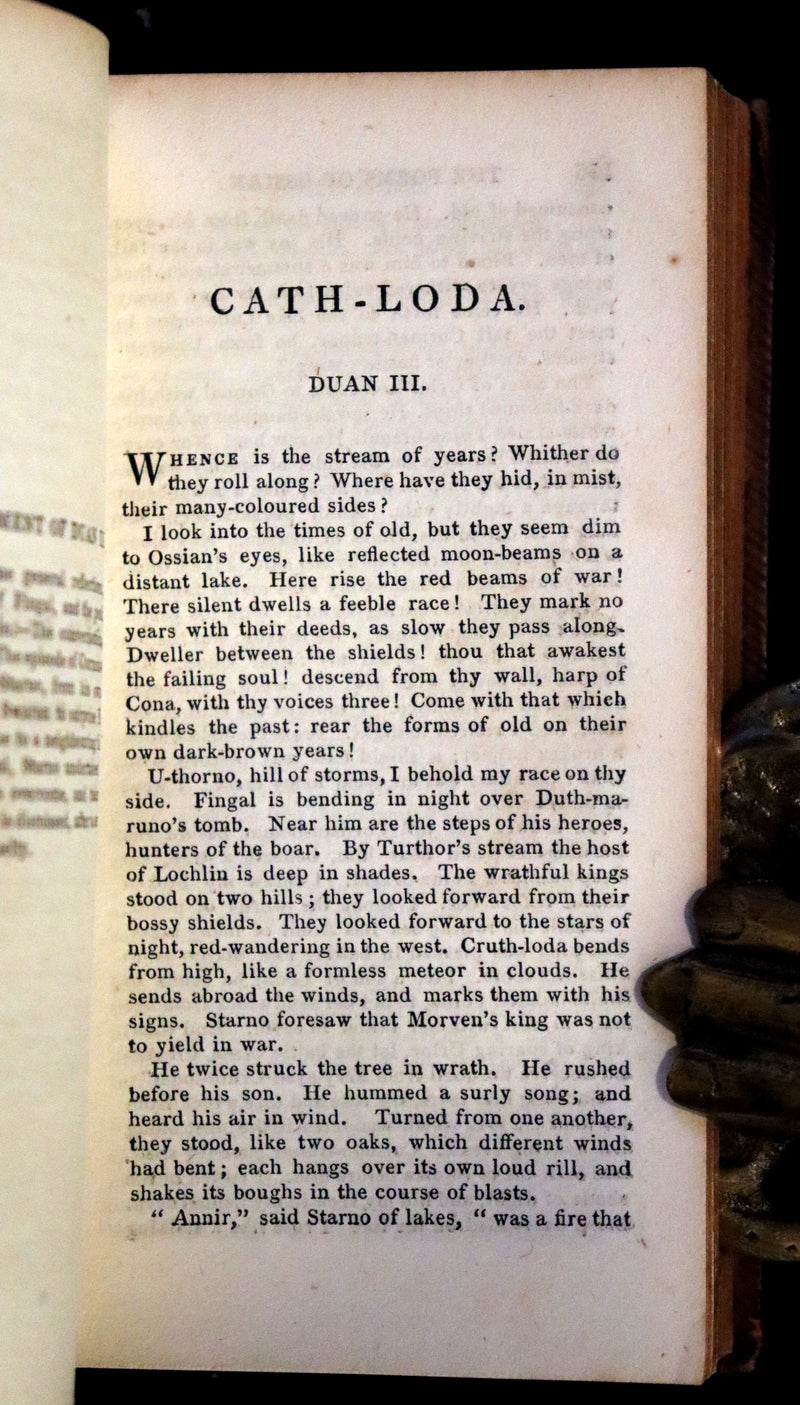 CATH-LODA.
DUAN III.
WHENCE is the stream of years? Whither do
they roll along? Where have they hid, in mist,
their many-coloured sides?
I look into the times of old, but they seem dim
to Ossian's eyes, like reflected moon-beams on a
distant lake. Here rise the red beams of war!
There silent dwells a feeble race! They mark no
years with their deeds, as slow they pass along.
Dweller between the shields! thou that awakest
the failing soul! descend from thy wall, harp of
Cona, with thy voices three! Come with that which
kindles the past: rear the forms of old on their
own dark-brown years!
U-thorno, hill of storms, I behold my race on thy
side. Fingal is bending in night over Duth-ma-
runo's tomb. Near him are the steps of his heroes,
hunters of the boar. By Turthor's stream the host
of Lochlin is deep in shades. The wrathful kings
stood on two hills; they looked forward from their
bossy shields. They looked forward to the stars of
night, red-wandering in the west. Cruth-loda bends
from high, like a formless meteor in clouds. He
sends abroad the winds, and marks them with his
signs. Starno foresaw that Morven's king was not
to yield in war.
He twice struck the tree in wrath. He rushed
before his son. He hummed a surly song; and
heard his air in wind. Turned from one another,
they stood, like two oaks, which different winds
had bent; each hangs over its own loud rill, and
shakes its boughs in the course of blasts.
“ Annir,” said Starno of lakes, “ was a fire that